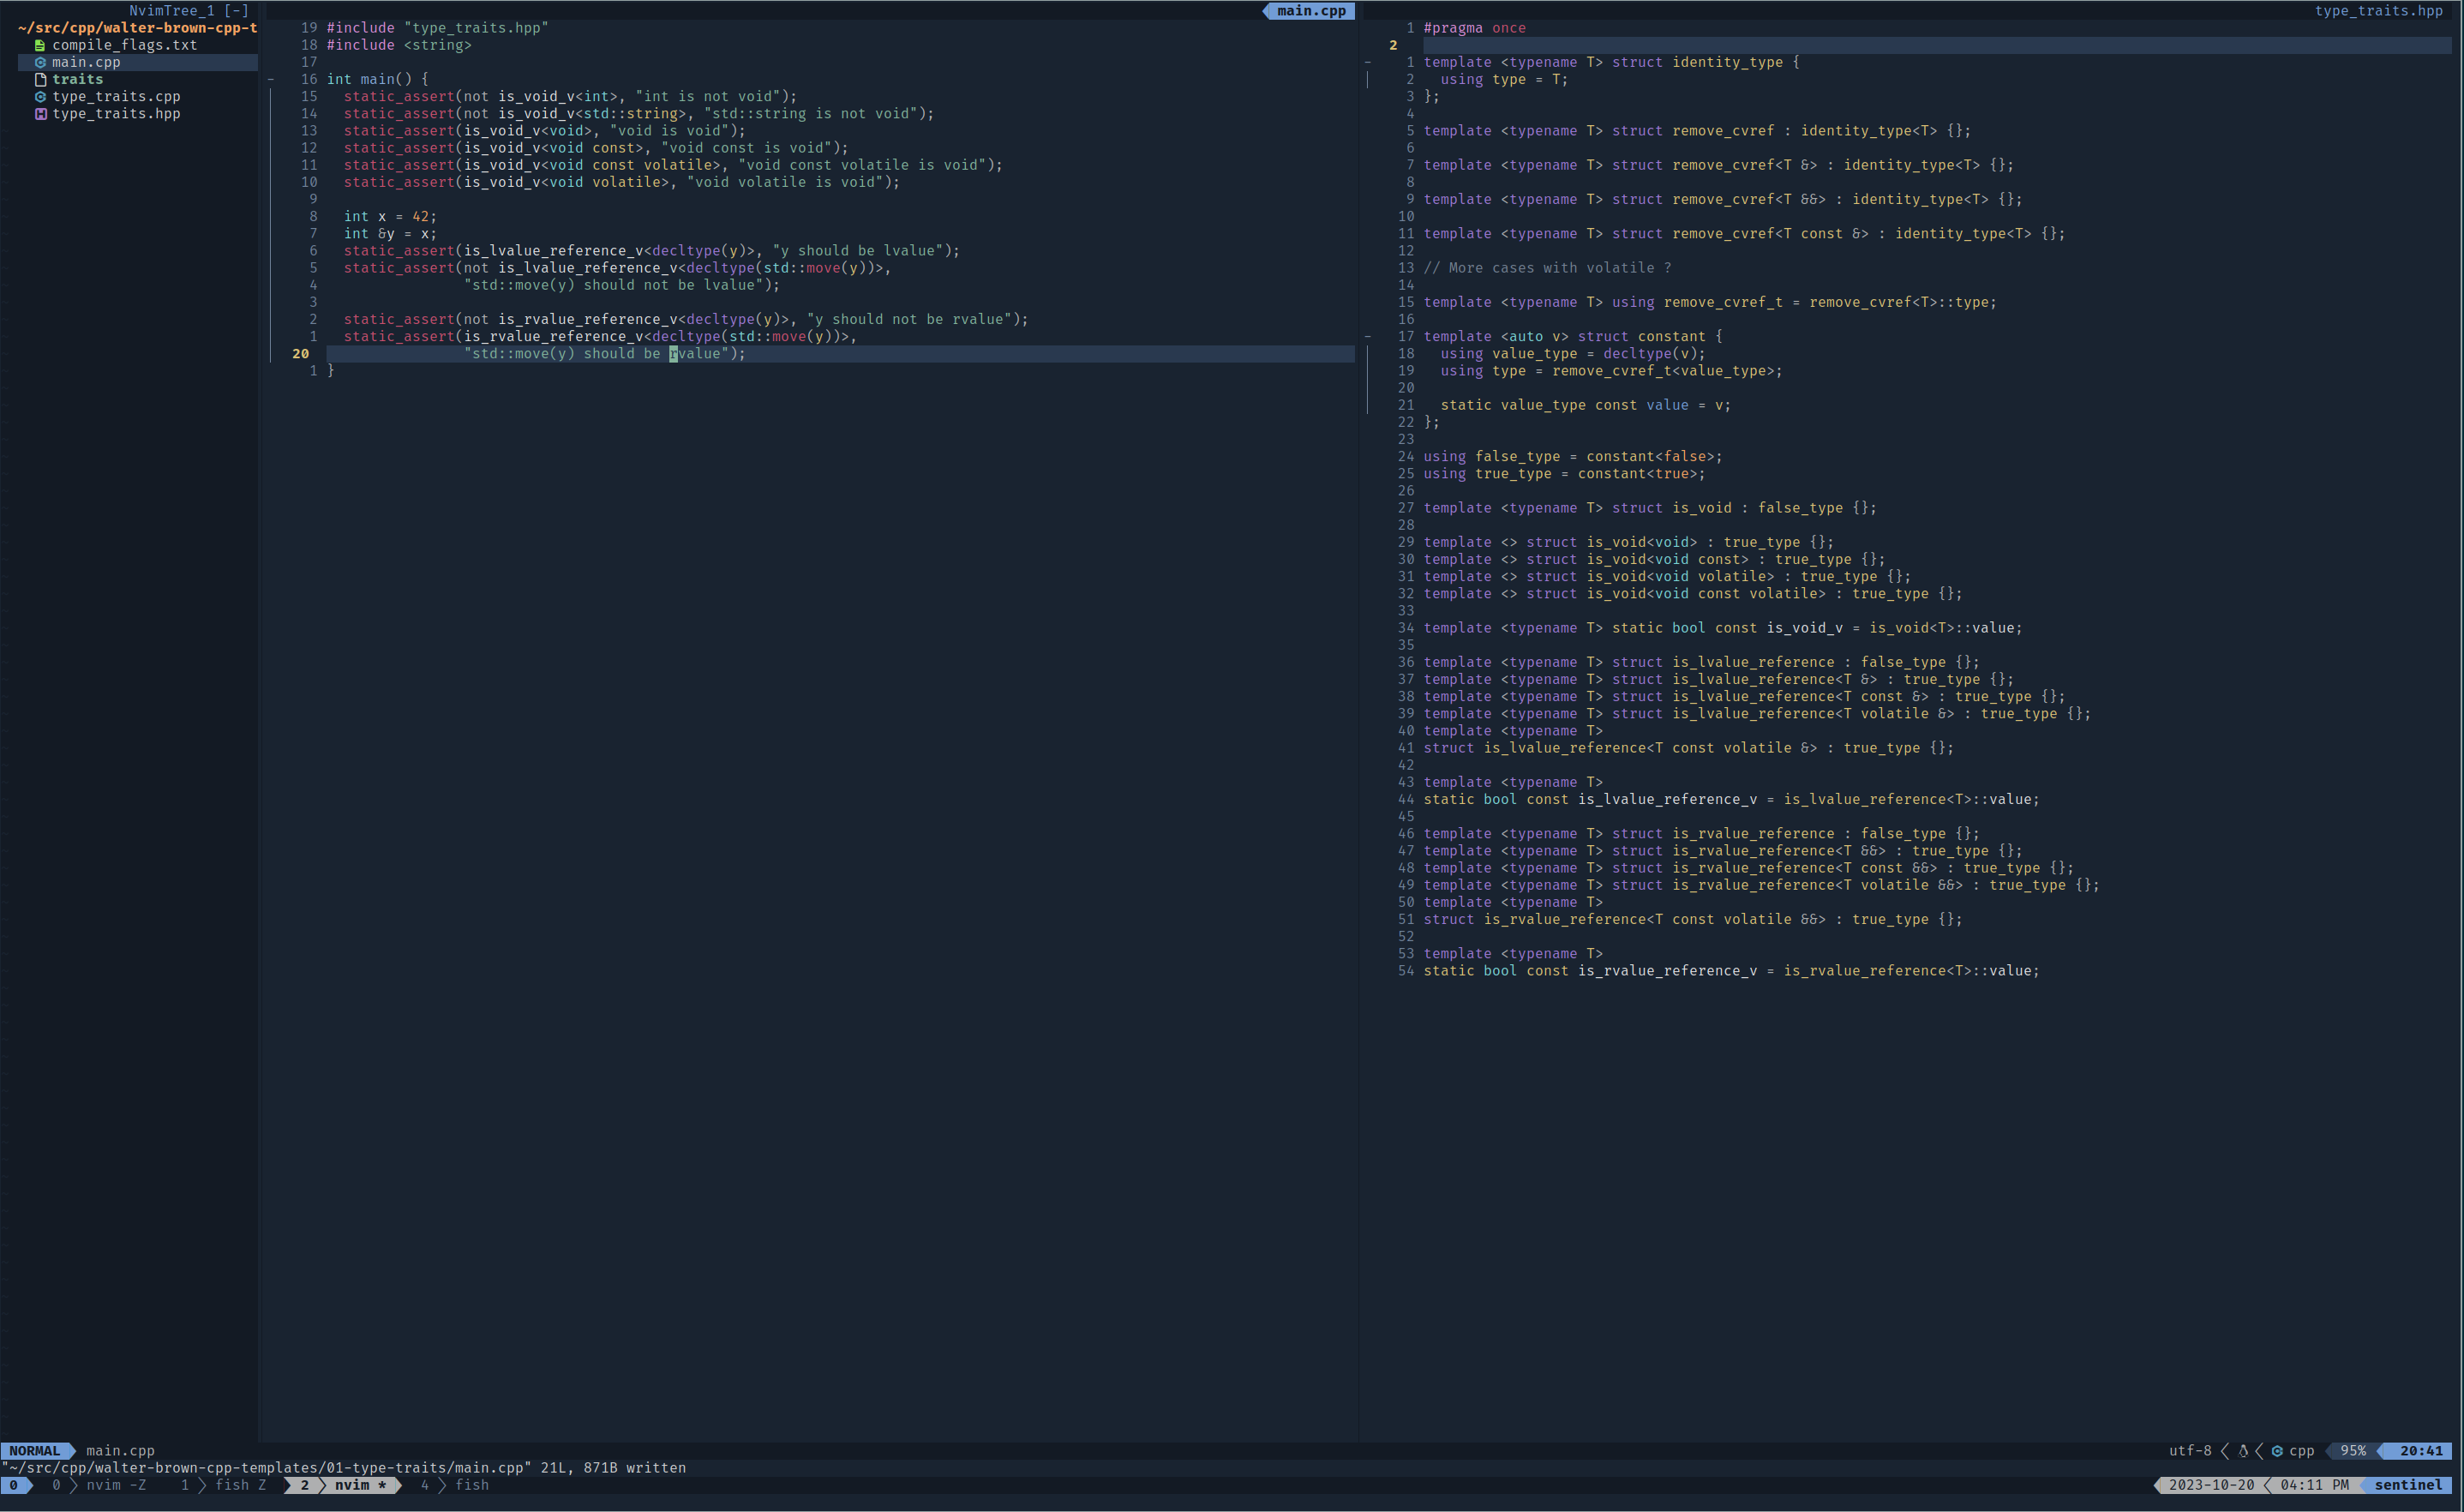 NvimTree_1 [-]
~/src/cpp/walter-brown-cpp-t
compile_flags.txt
main.cpp
traits
type_traits.cpp
type_traits.hpp
main.cpp
19 #include "type_traits.hpp"
18 #include <string>
17
16 int main() {
15   static_assert(not is_void_v<int>, "int is not void");
14   static_assert(not is_void_v<std::string>, "std::string is not void");
13   static_assert(is_void_v<void>, "void is void");
12   static_assert(is_void_v<void const>, "void const is void");
11   static_assert(is_void_v<void const volatile>, "void const volatile is void");
10   static_assert(is_void_v<void volatile>, "void volatile is void");
9
8   int x = 42;
7   int &y = x;
6   static_assert(is_lvalue_reference_v<decltype(y)>, "y should be lvalue");
5   static_assert(not is_lvalue_reference_v<decltype(std::move(y))>,
4                 "std::move(y) should not be lvalue");
3
2   static_assert(not is_rvalue_reference_v<decltype(y)>, "y should not be rvalue");
1   static_assert(is_rvalue_reference_v<decltype(std::move(y))>,
20                 "std::move(y) should be rvalue");
1 }
type_traits.hpp
1 #pragma once
2
1 template <typename T> struct identity_type {
2   using type = T;
3 };
4
5 template <typename T> struct remove_cvref : identity_type<T> {};
6
7 template <typename T> struct remove_cvref<T &> : identity_type<T> {};
8
9 template <typename T> struct remove_cvref<T &&> : identity_type<T> {};
10
11 template <typename T> struct remove_cvref<T const &> : identity_type<T> {};
12
13 // More cases with volatile ?
14
15 template <typename T> using remove_cvref_t = remove_cvref<T>::type;
16
17 template <auto v> struct constant {
18   using value_type = decltype(v);
19   using type = remove_cvref_t<value_type>;
20
21   static value_type const value = v;
22 };
23
24 using false_type = constant<false>;
25 using true_type = constant<true>;
26
27 template <typename T> struct is_void : false_type {};
28
29 template <> struct is_void<void> : true_type {};
30 template <> struct is_void<void const> : true_type {};
31 template <> struct is_void<void volatile> : true_type {};
32 template <> struct is_void<void const volatile> : true_type {};
33
34 template <typename T> static bool const is_void_v = is_void<T>::value;
35
36 template <typename T> struct is_lvalue_reference : false_type {};
37 template <typename T> struct is_lvalue_reference<T &> : true_type {};
38 template <typename T> struct is_lvalue_reference<T const &> : true_type {};
39 template <typename T> struct is_lvalue_reference<T volatile &> : true_type {};
40 template <typename T>
41 struct is_lvalue_reference<T const volatile &> : true_type {};
42
43 template <typename T>
44 static bool const is_lvalue_reference_v = is_lvalue_reference<T>::value;
45
46 template <typename T> struct is_rvalue_reference : false_type {};
47 template <typename T> struct is_rvalue_reference<T &&> : true_type {};
48 template <typename T> struct is_rvalue_reference<T const &&> : true_type {};
49 template <typename T> struct is_rvalue_reference<T volatile &&> : true_type {};
50 template <typename T>
51 struct is_rvalue_reference<T const volatile &&> : true_type {};
52
53 template <typename T>
54 static bool const is_rvalue_reference_v = is_rvalue_reference<T>::value;
NORMAL main.cpp utf-8 cpp 95% 20:41
"~/src/cpp/walter-brown-cpp-templates/01-type-traits/main.cpp" 21L, 871B written
0 0 nvim -Z 1 fish Z 2 nvim * 4 fish 2023-10-20 04:11 PM sentinel